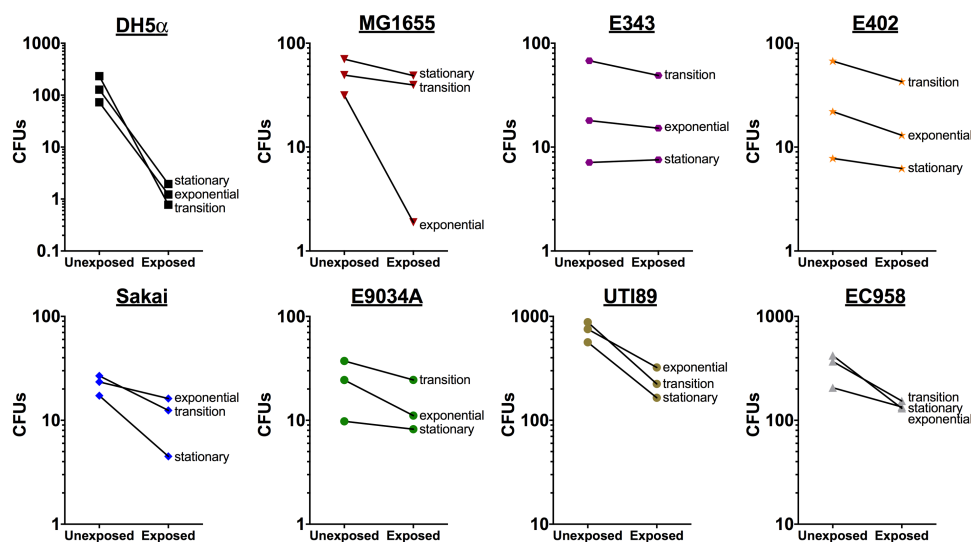 DH5α
MG1655
E343
E402
1000
100
10
1
0.1
CFUs
stationary
exponential
transition
Unexposed Exposed
100
10
1
CFUs
stationary
transition
exponential
Unexposed Exposed
100
10
1
CFUs
transition
exponential
stationary
Unexposed Exposed
100
10
1
CFUs
transition
exponential
stationary
Unexposed Exposed
Sakai
E9034A
UTI89
EC958
100
10
1
CFUs
exponential
transition
stationary
Unexposed Exposed
100
10
1
CFUs
transition
exponential
stationary
Unexposed Exposed
1000
100
10
CFUs
exponential
transition
stationary
Unexposed Exposed
1000
100
10
CFUs
transition
stationary
exponential
Unexposed Exposed